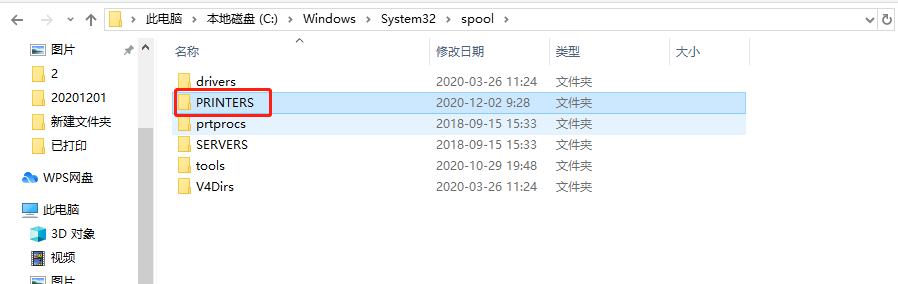 此电脑 > 本地磁盘 (C:) > Windows > System32 > spool >
图片
2
20201201
新建文件夹
已打印
WPS网盘
此电脑
3D 对象
视频
图片
名称 修改日期 类型 大小
drivers 2020-03-26 11:24 文件夹
PRINTERS 2020-12-02 9:28 文件夹
prtprocs 2018-09-15 15:33 文件夹
SERVERS 2018-09-15 15:33 文件夹
tools 2020-10-29 19:48 文件夹
V4Dirs 2020-03-26 11:24 文件夹